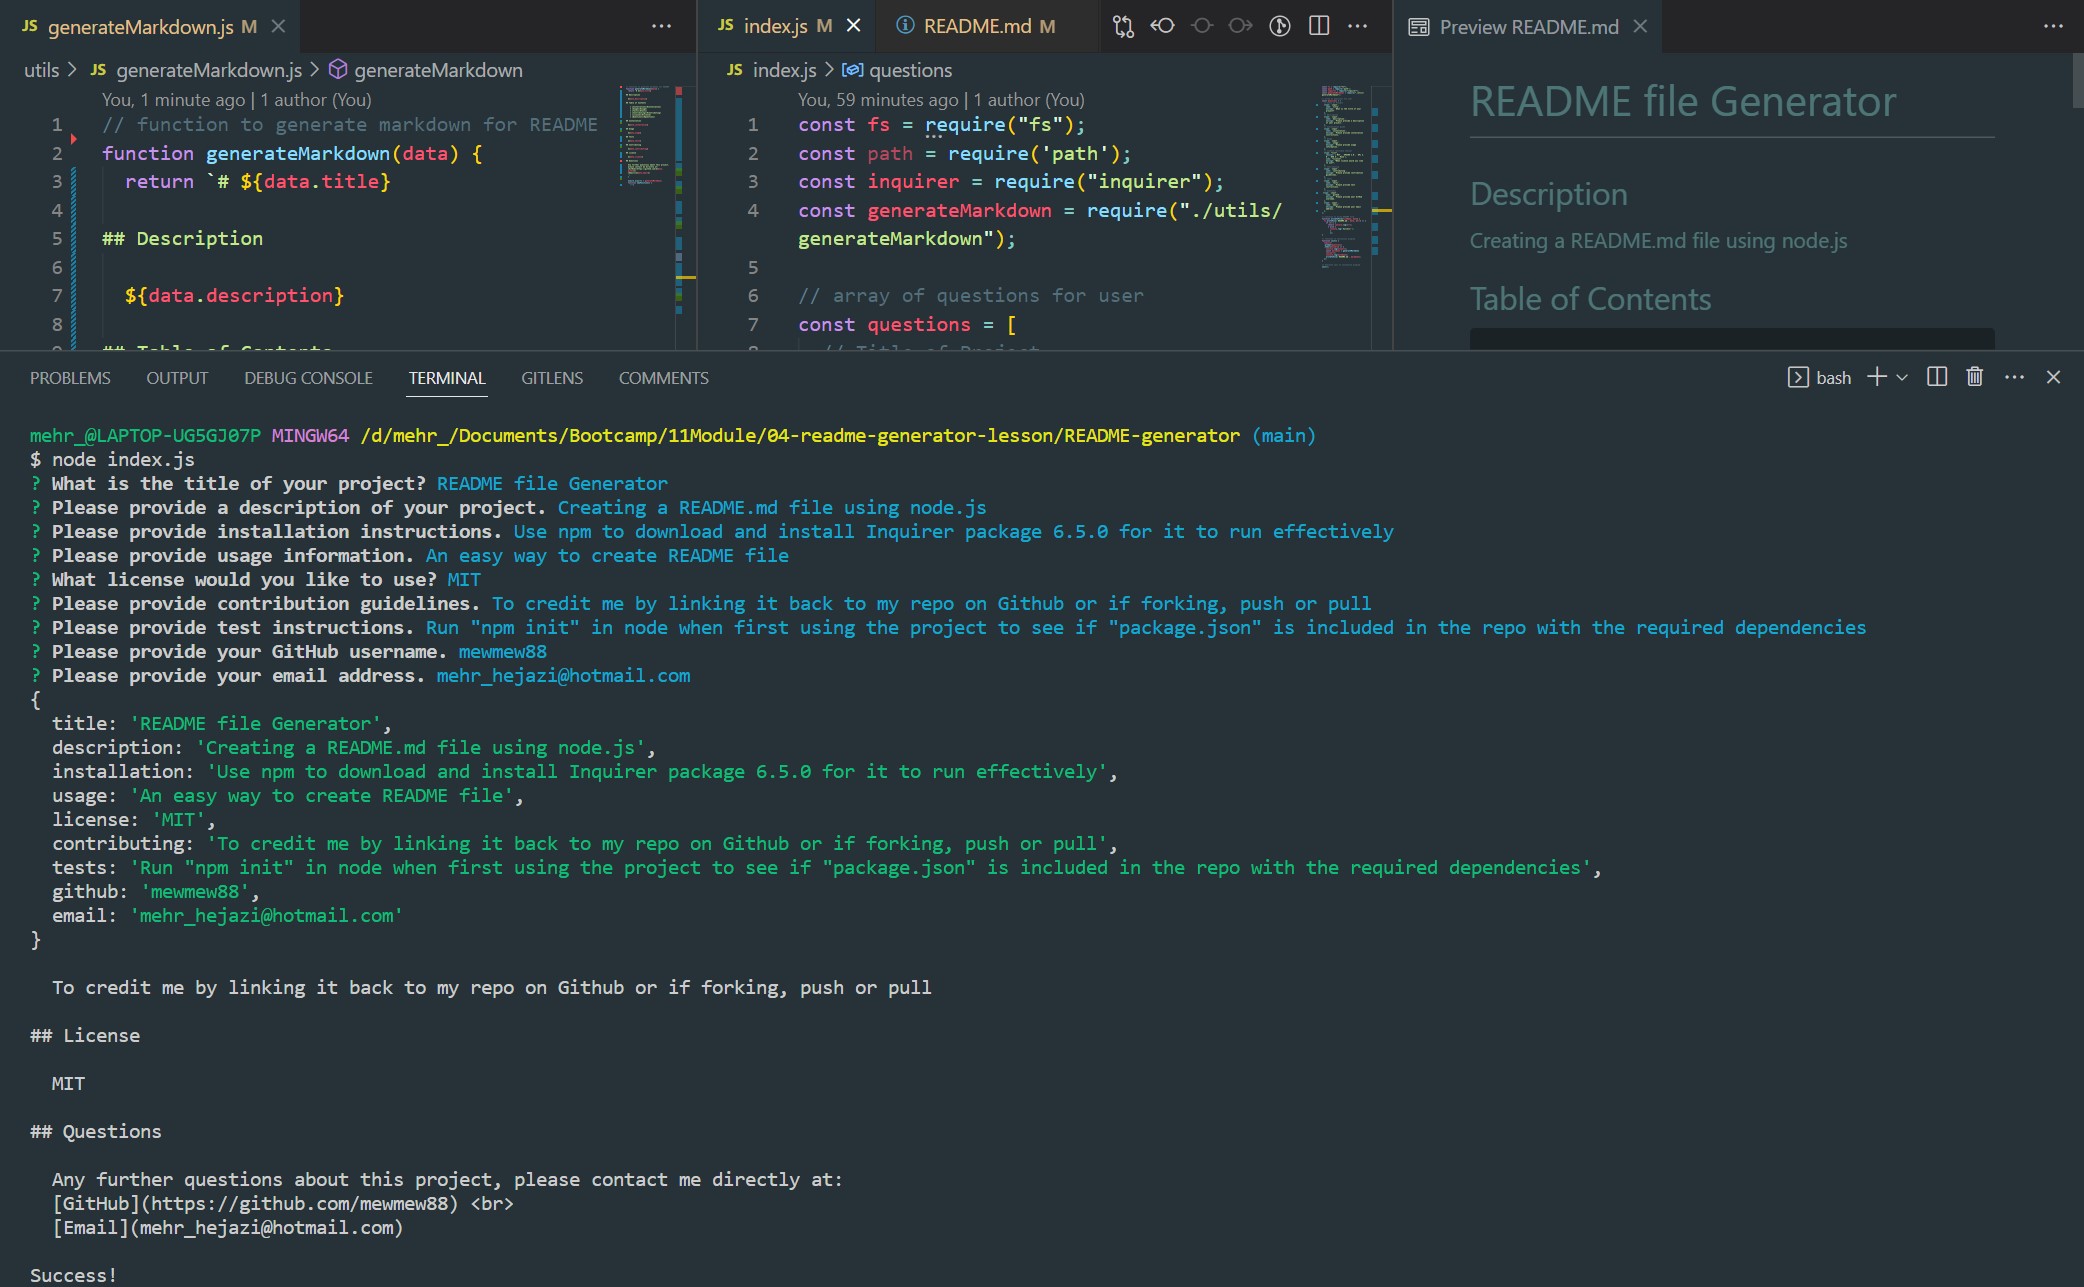 JS generateMarkdown.js M
utils > JS generateMarkdown.js > generateMarkdown
You, 1 minute ago | 1 author (You)
1 // function to generate markdown for README
2 function generateMarkdown(data) {
3 return `# ${data.title}
4
5 ## Description
6
7 ${data.description}
8
9 ## Table of Contents
JS index.js M README.md M
JS index.js > questions
You, 59 minutes ago | 1 author (You)
1 const fs = require("fs");
2 const path = require('path');
3 const inquirer = require("inquirer");
4 const generateMarkdown = require("./utils/
generateMarkdown");
5
6 // array of questions for user
7 const questions = [
8 // Title of Project
Preview README.md
README file Generator
Description
Creating a README.md file using node.js
Table of Contents
PROBLEMS OUTPUT DEBUG CONSOLE TERMINAL GITLENS COMMENTS bash
mehr_@LAPTOP-UG5GJ07P MINGW64 /d/mehr_/Documents/Bootcamp/11Module/04-readme-generator-lesson/README-generator (main)
$ node index.js
? What is the title of your project? README file Generator
? Please provide a description of your project. Creating a README.md file using node.js
? Please provide installation instructions. Use npm to download and install Inquirer package 6.5.0 for it to run effectively
? Please provide usage information. An easy way to create README file
? What license would you like to use? MIT
? Please provide contribution guidelines. To credit me by linking it back to my repo on Github or if forking, push or pull
? Please provide test instructions. Run "npm init" in node when first using the project to see if "package.json" is included in the repo with the required dependencies
? Please provide your GitHub username. mewmew88
? Please provide your email address. mehr_hejazi@hotmail.com
{
title: 'README file Generator',
description: 'Creating a README.md file using node.js',
installation: 'Use npm to download and install Inquirer package 6.5.0 for it to run effectively',
usage: 'An easy way to create README file',
license: 'MIT',
contributing: 'To credit me by linking it back to my repo on Github or if forking, push or pull',
tests: 'Run "npm init" in node when first using the project to see if "package.json" is included in the repo with the required dependencies',
github: 'mewmew88',
email: 'mehr_hejazi@hotmail.com'
}
To credit me by linking it back to my repo on Github or if forking, push or pull
## License
MIT
## Questions
Any further questions about this project, please contact me directly at:
[GitHub](https://github.com/mewmew88) <br>
[Email](mehr_hejazi@hotmail.com)
Success!